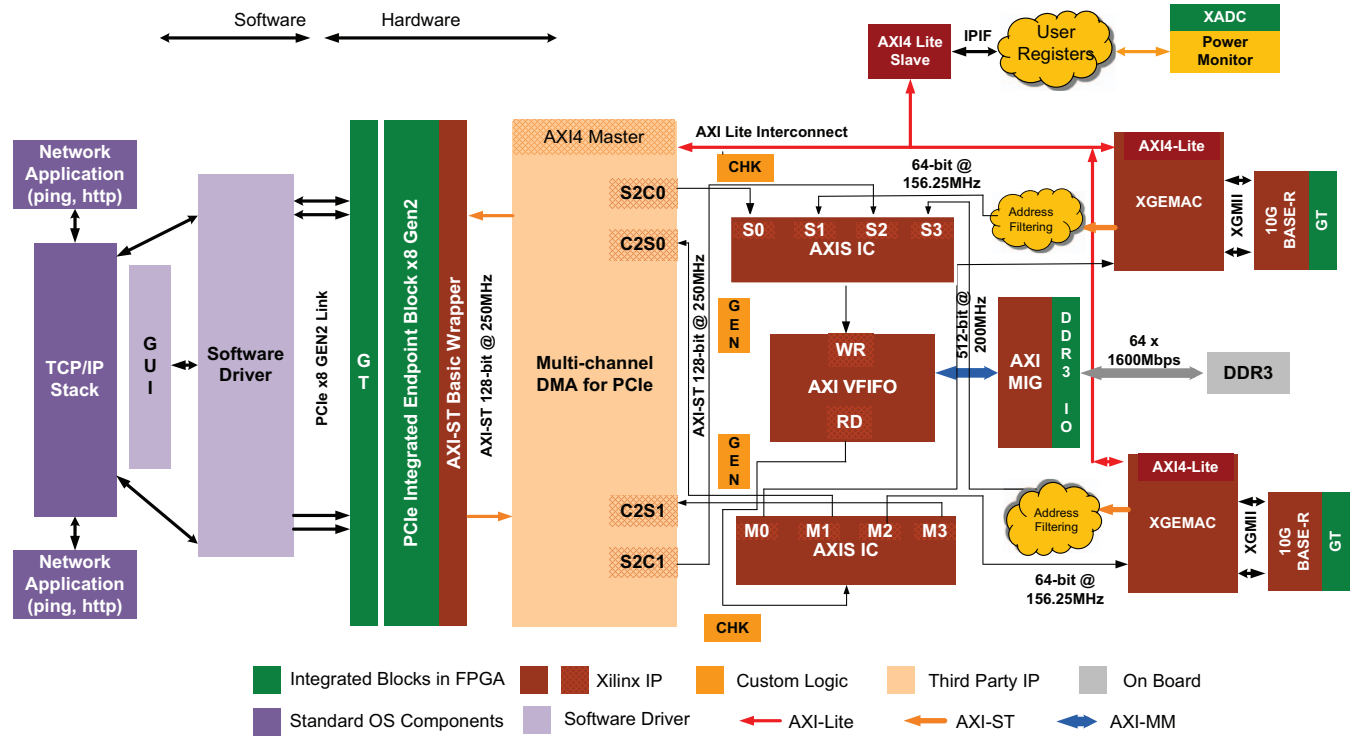 Software
Hardware
XADC
Power
Monitor
User
Registers
IPIF
AXI4 Lite
Slave
AXI4 Master
AXI Lite Interconnect
CHK
64-bit @
156.25MHz
AXI4-Lite
XGEMAC
XGMII
10G
BASE-R
GT
Address
Filtering
Network
Application
(ping, http)
TCP/IP
Stack
GUI
Software
Driver
Network
Application
(ping, http)
PCIe x8 GEN2 Link
GT
PCIe Integrated Endpoint Block x8 Gen2
AXI-ST Basic Wrapper
AXI-ST 128-bit @ 250MHz
S2C0
C2S0
Multi-channel
DMA for PCIe
C2S1
S2C1
AXI-ST 128-bit @ 250MHz
S0 S1 S2 S3
AXIS IC
GEN
WR
AXI VFIFO
RD
GEN
512-bit @
200MHz
AXI
MIG
DDR3 IO
64 x
1600Mbps
DDR3
M0 M1 M2 M3
AXIS IC
CHK
Address
Filtering
AXI4-Lite
XGEMAC
XGMII
10G
BASE-R
GT
64-bit @
156.25MHz
Integrated Blocks in FPGA
Xilinx IP
Custom Logic
Third Party IP
On Board
Standard OS Components
Software Driver
AXI-Lite
AXI-ST
AXI-MM